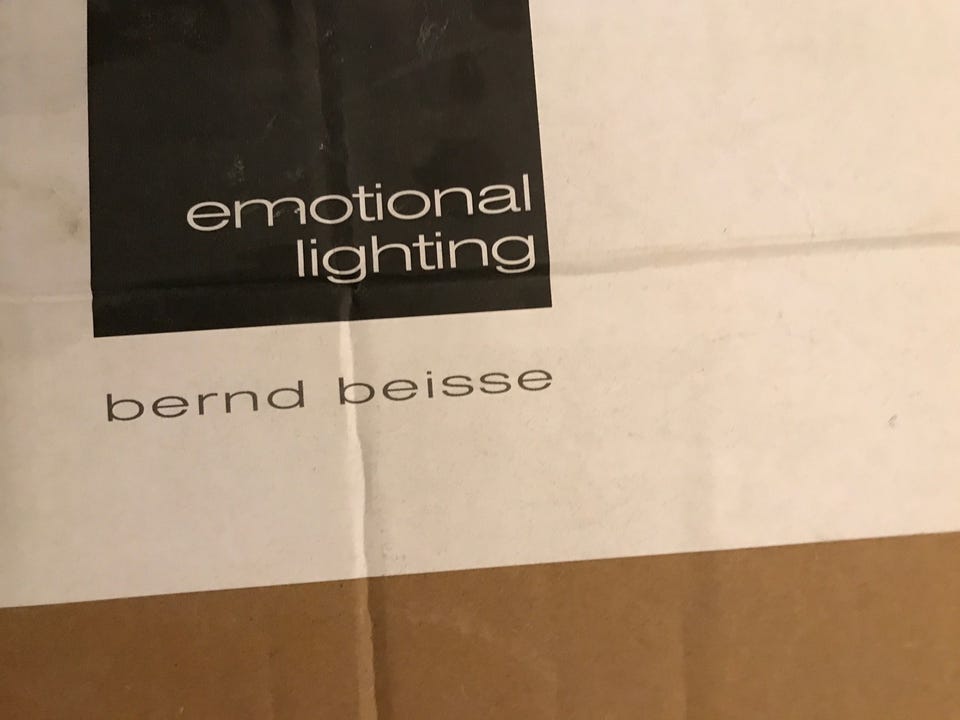 emotional
lighting
bernd beisse